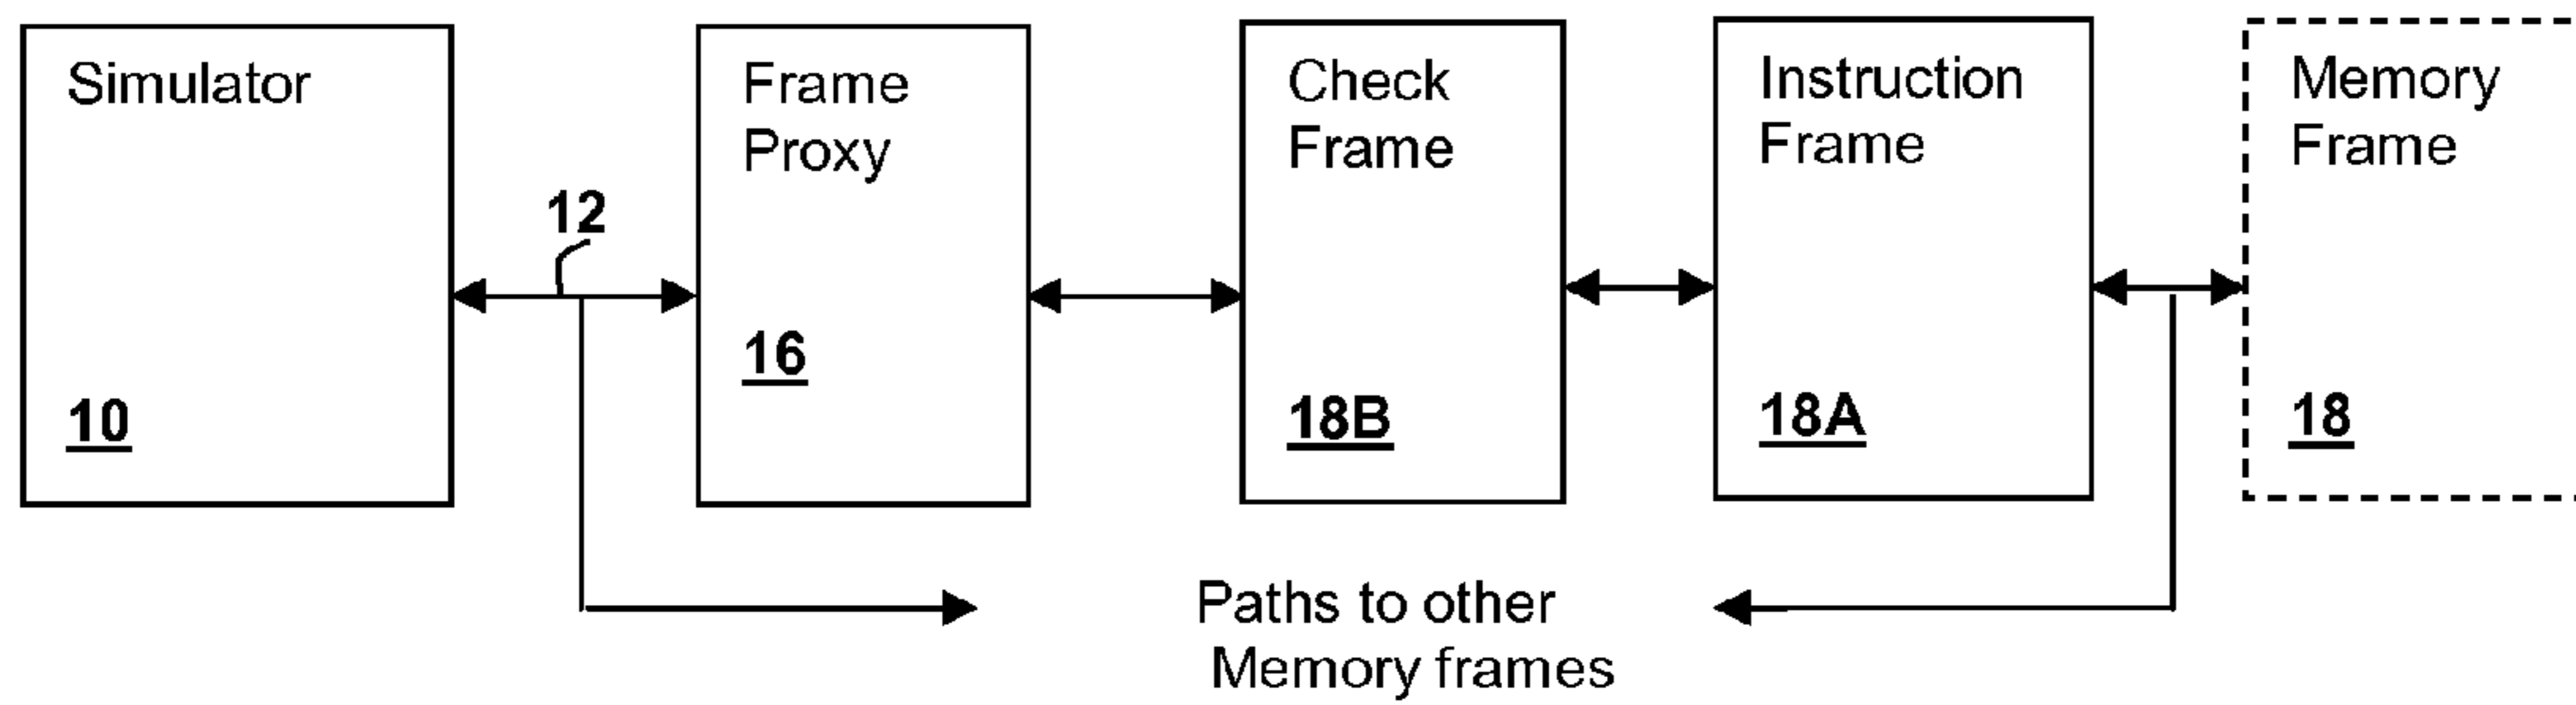 Simulator
10
12
Frame
Proxy
16
Check
Frame
18B
Instruction
Frame
18A
Memory
Frame
18
Paths to other
Memory frames